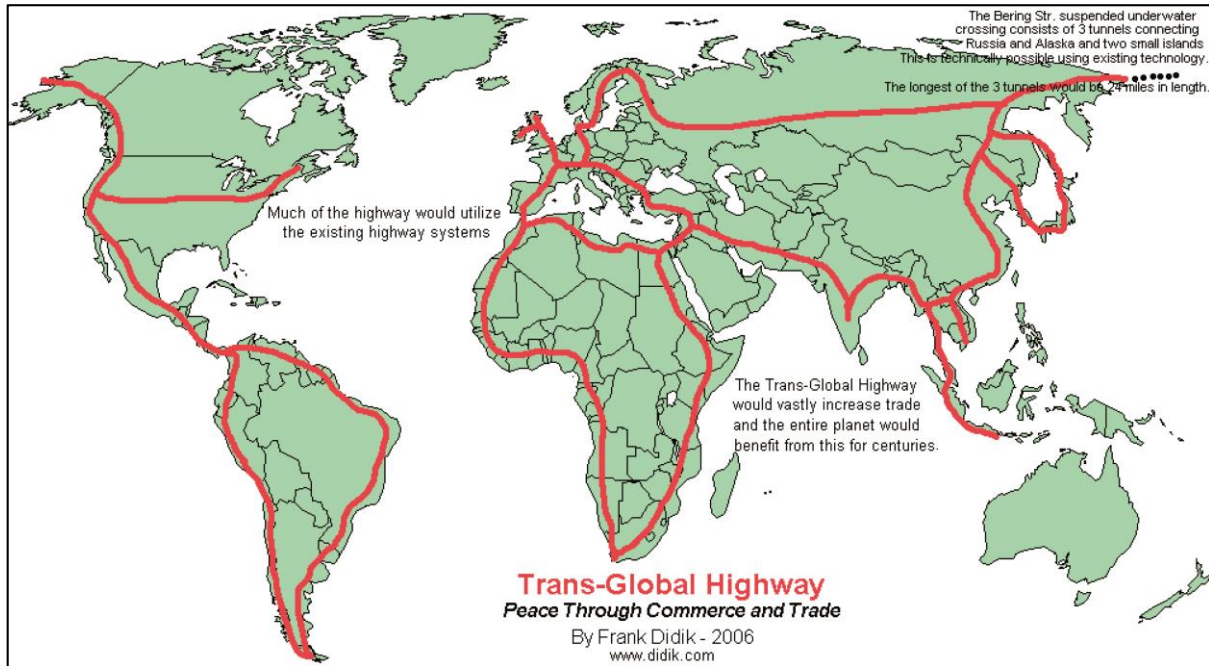 The Bering Str. suspended underwater
crossing consists of 3 tunnels connecting
Russia and Alaska and two small islands
This is technically possible using existing technology.
The longest of the 3 tunnels would be 24 miles in length.
Much of the highway would utilize
the existing highway systems
The Trans-Global Highway
would vastly increase trade
and the entire planet would
benefit from this for centuries.
Trans-Global Highway
Peace Through Commerce and Trade
By Frank Didik - 2006
www.didik.com